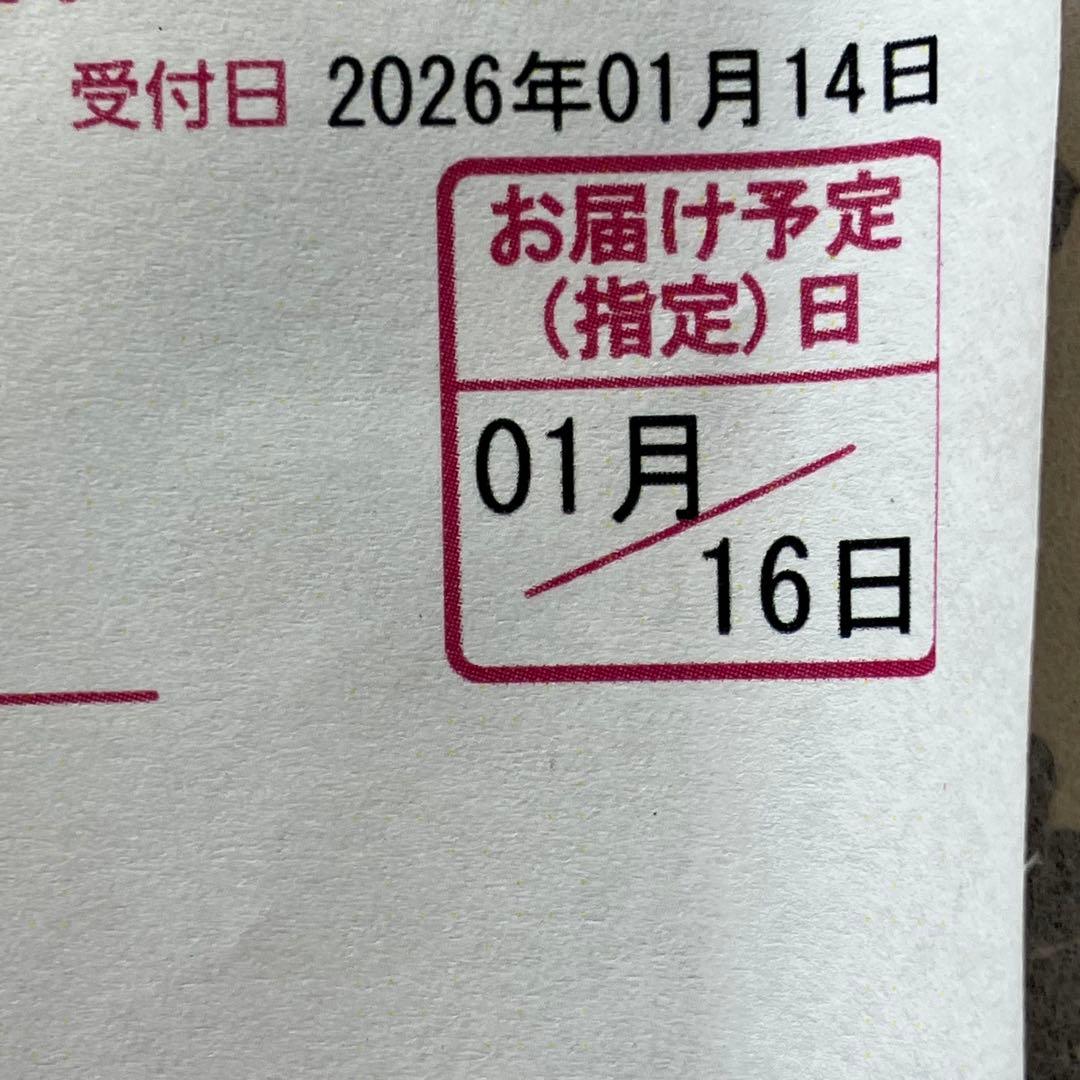 受付日 2026年01月14日
お届け予定
(指定)日
01月
16日